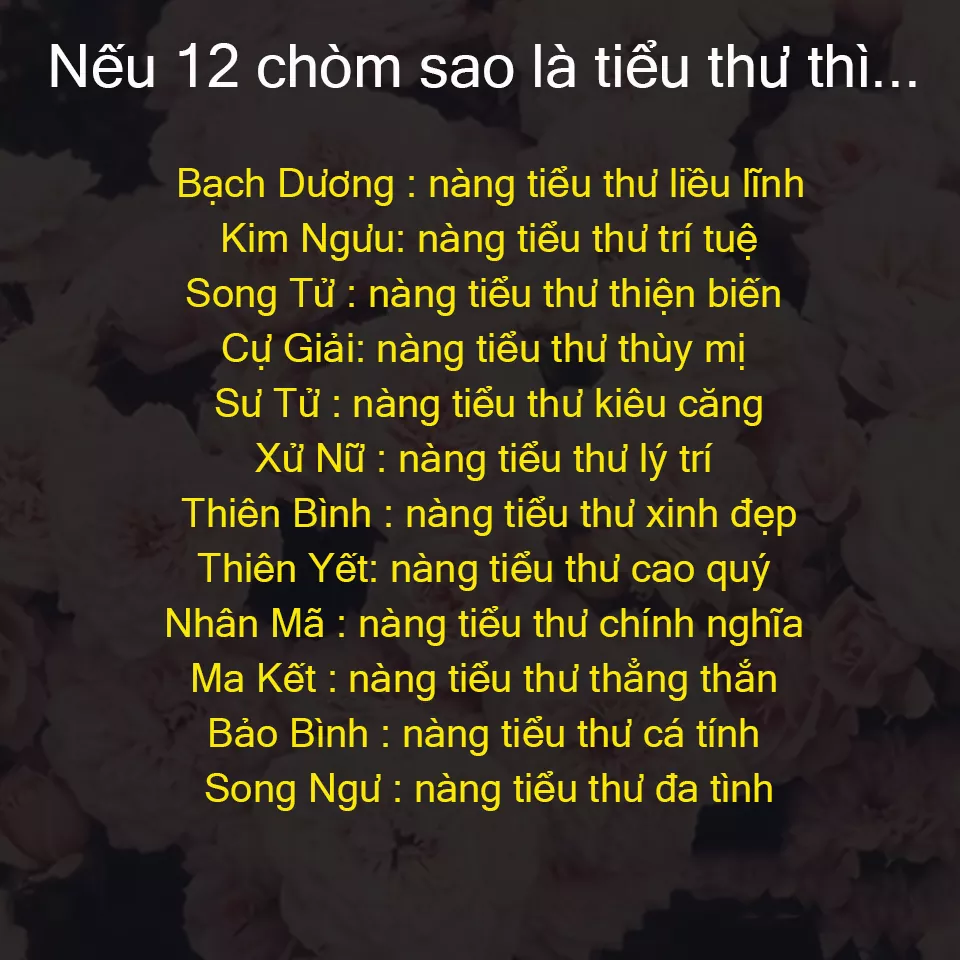 Nếu 12 chòm sao là tiểu thư thì...
Bạch Dương : nàng tiểu thư liều lĩnh
Kim Ngưu: nàng tiểu thư trí tuệ
Song Tử : nàng tiểu thư thiện biến
Cự Giải: nàng tiểu thư thùy mị
Sư Tử : nàng tiểu thư kiêu căng
Xử Nữ : nàng tiểu thư lý trí
Thiên Bình : nàng tiểu thư xinh đẹp
Thiên Yết: nàng tiểu thư cao quý
Nhân Mã : nàng tiểu thư chính nghĩa
Ma Kết : nàng tiểu thư thẳng thắn
Bảo Bình : nàng tiểu thư cá tính
Song Ngư : nàng tiểu thư đa tình